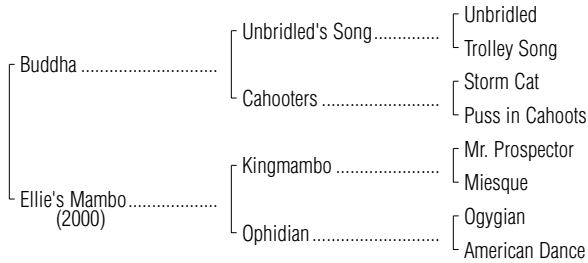 Unbridled
Unbridled's Song..............
Trolley Song
Buddha .............................
Storm Cat
Cahooters .........................
Puss in Cahoots
Mr. Prospector
Kingmambo ......................
Miesque
Ellie's Mambo...................
(2000)
Ogygian
Ophidian ...........................
American Dance